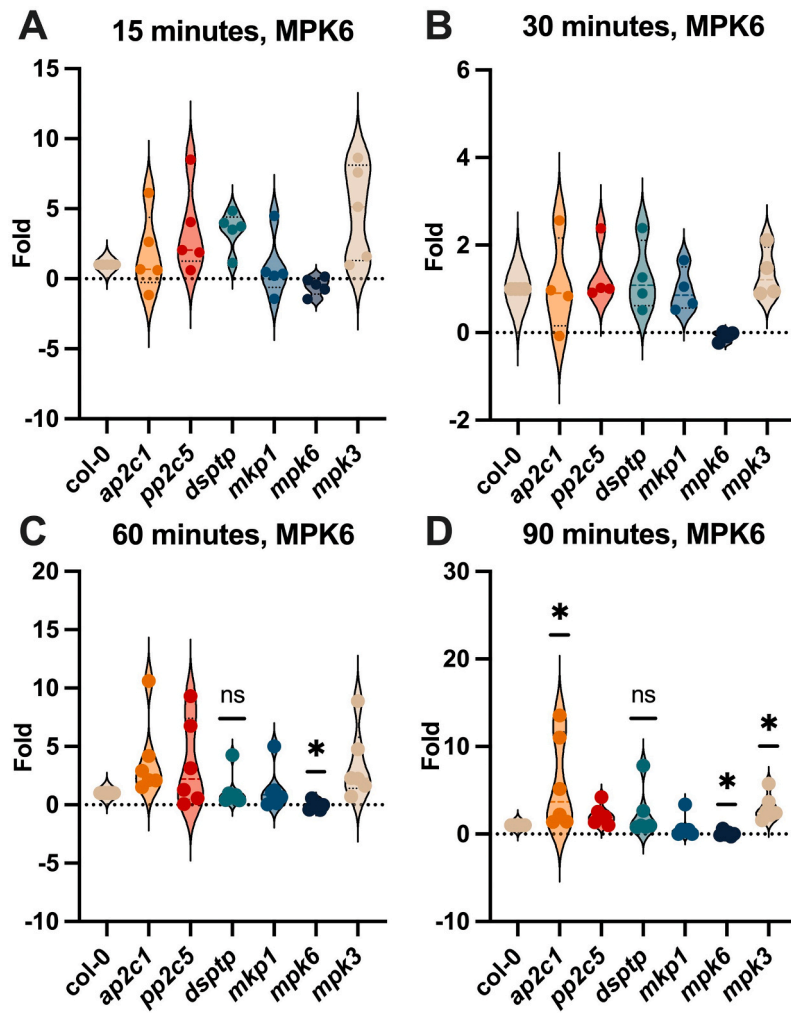 A 15 minutes, MPK6
Fold
15
10
5
0
-5
-10
col-0 ap2c1 pp2c5 dsptp mkp1 mpk6 mpk3
B 30 minutes, MPK6
Fold
6
4
2
0
-2
col-0 ap2c1 pp2c5 dsptp mkp1 mpk6 mpk3
C 60 minutes, MPK6
Fold
20
15
10
5
0
-5
-10
ns
*
col-0 ap2c1 pp2c5 dsptp mkp1 mpk6 mpk3
D 90 minutes, MPK6
Fold
30
20
10
0
-10
*
ns
*
*
col-0 ap2c1 pp2c5 dsptp mkp1 mpk6 mpk3